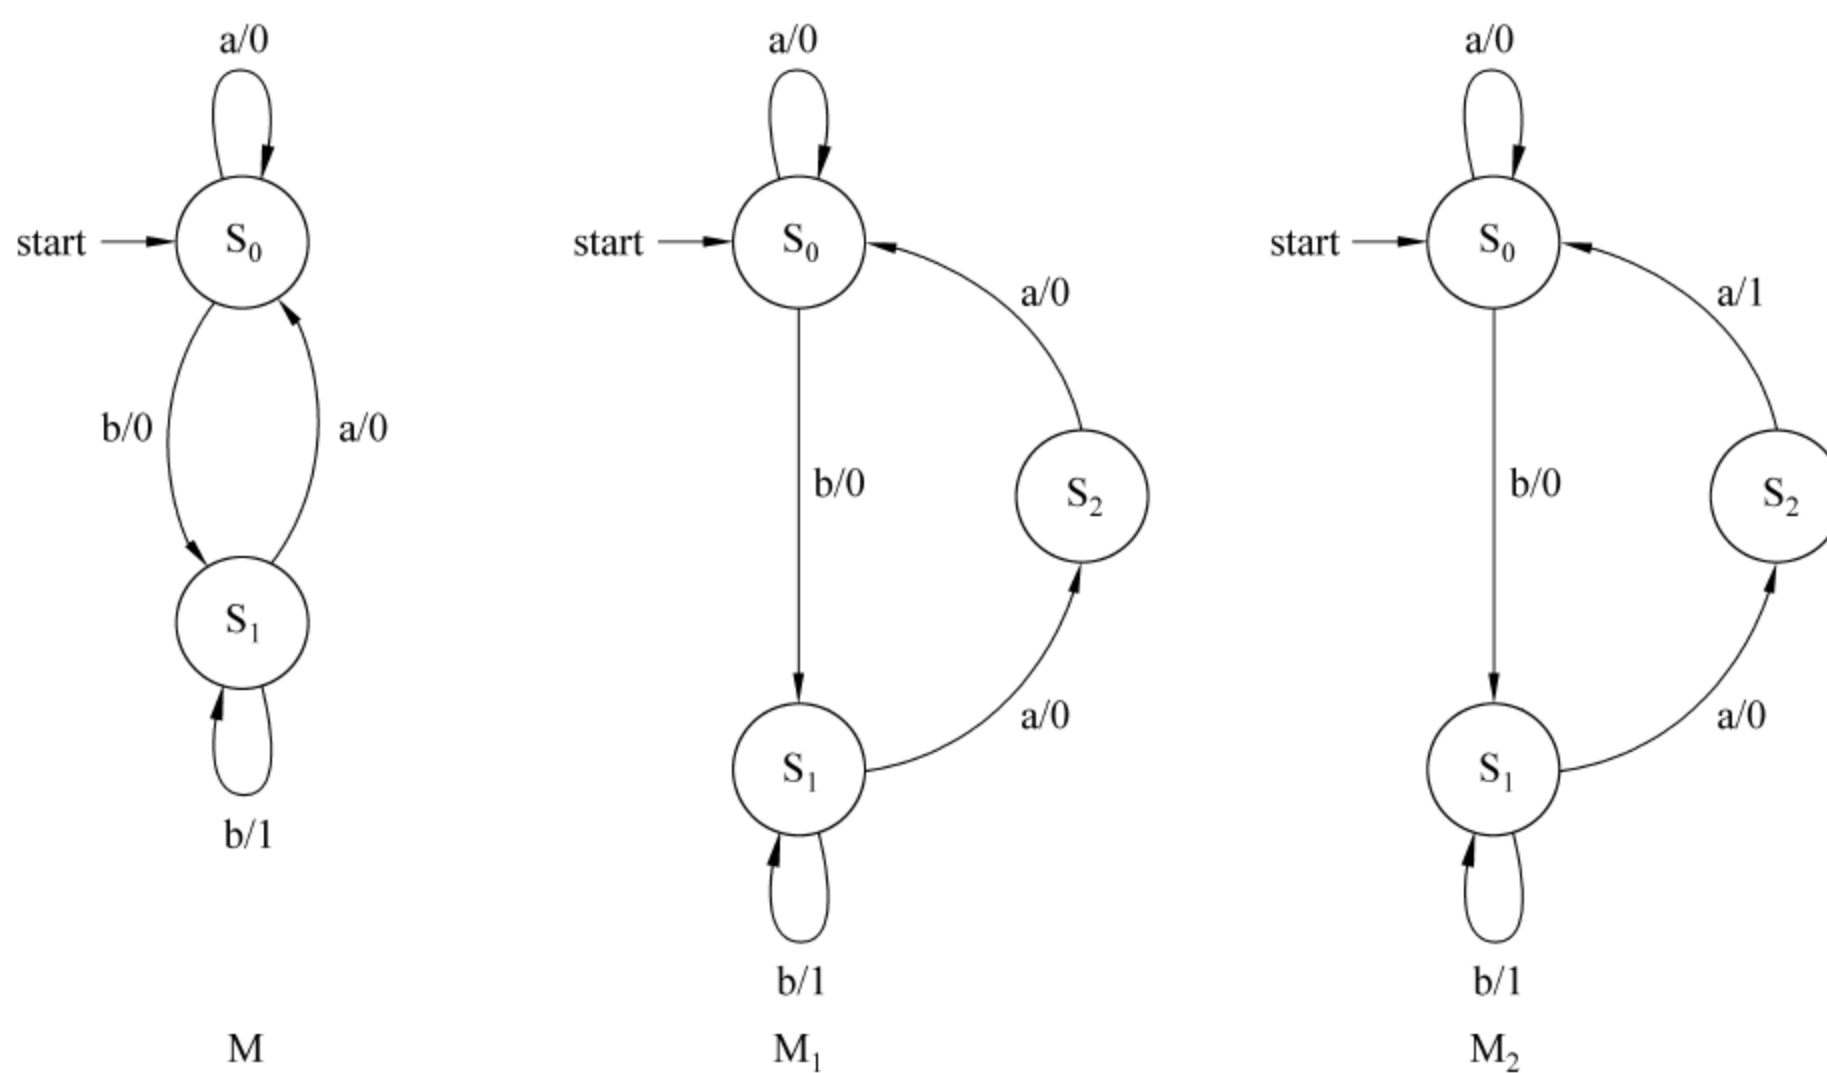 a/0 a/0 a/0
start S₀ start S₀ start S₀
a/0 a/1
b/0 a/0
b/0 b/0
S₂ S₂
S₁
a/0 a/0
S₁ S₁
b/1
b/1 b/1
M M₁ M₂